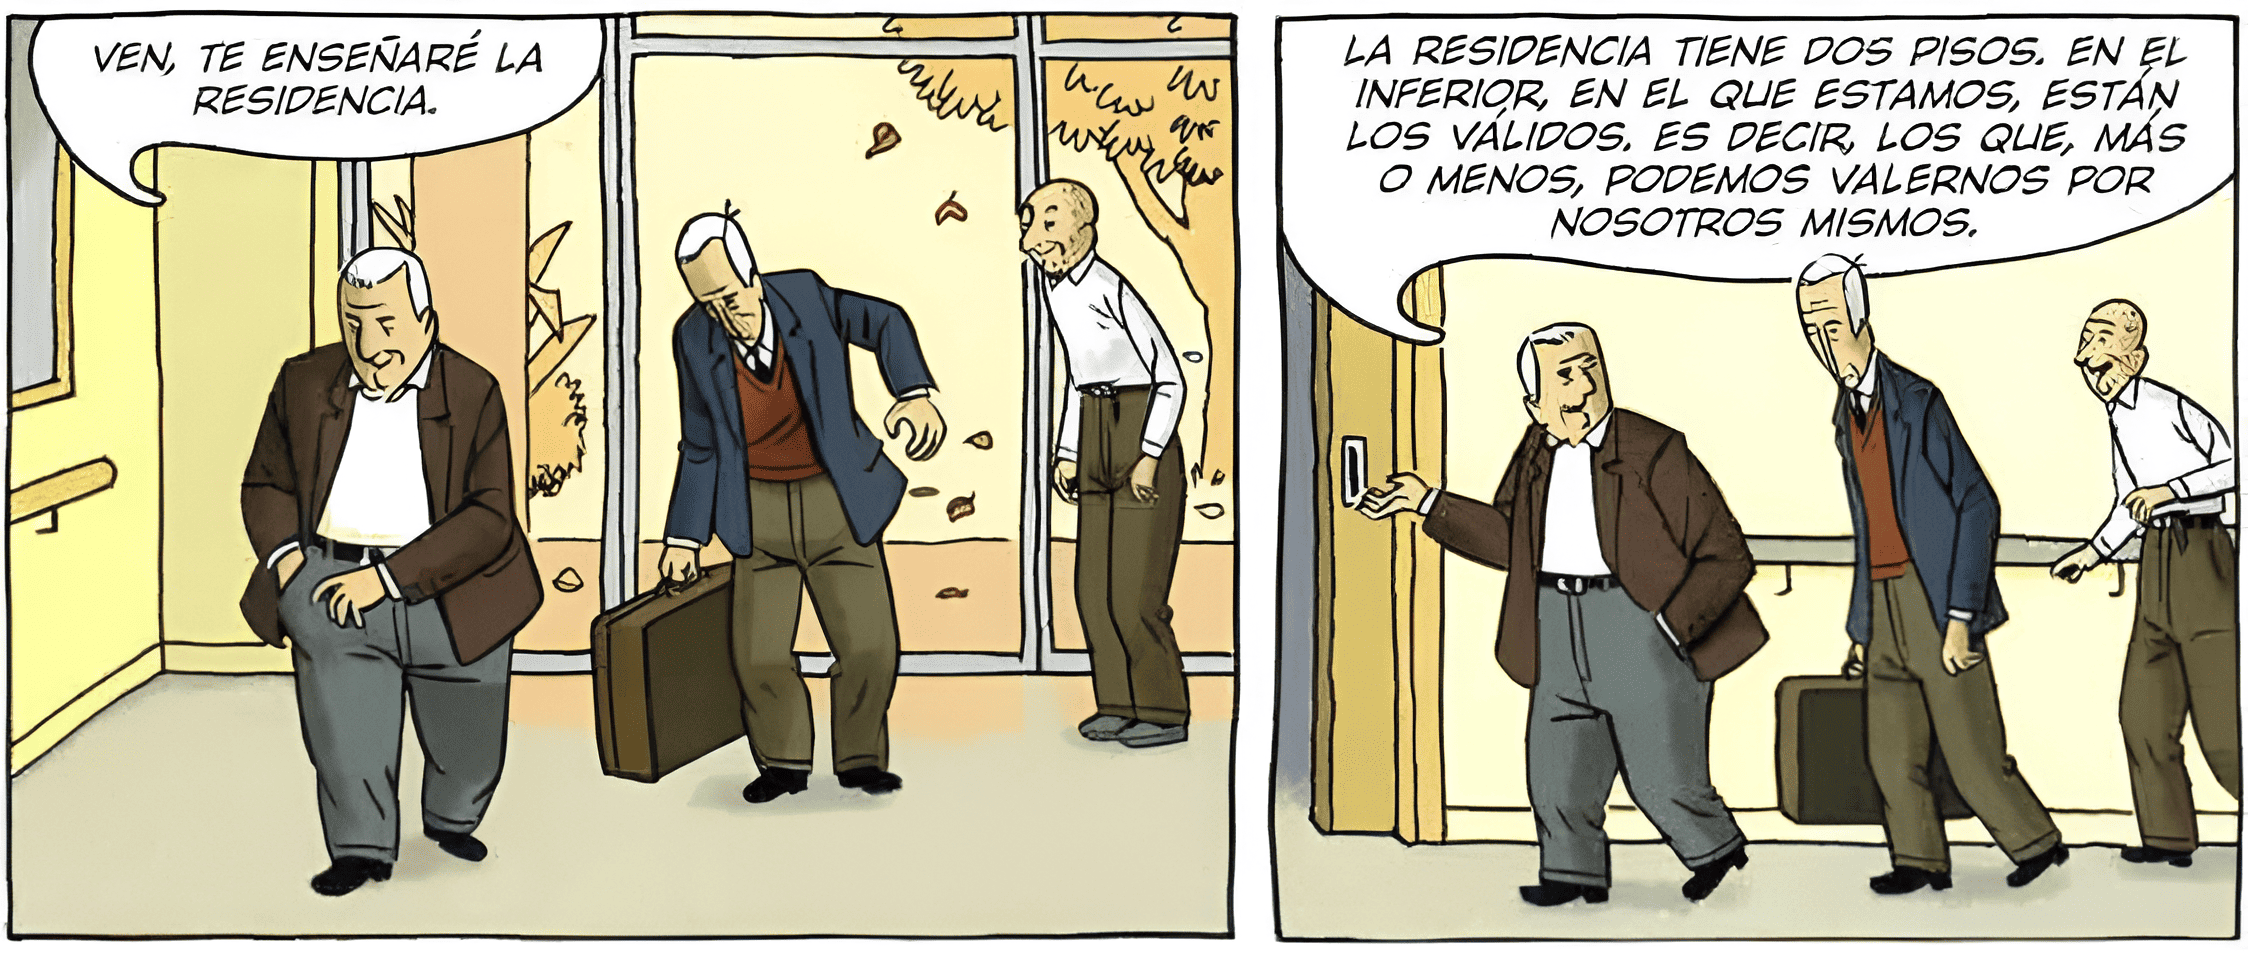 VEN, TE ENSEÑARÉ LA
RESIDENCIA.
LA RESIDENCIA TIENE DOS PISOS. EN EL
INFERIOR, EN EL QUE ESTAMOS, ESTÁN
LOS VÁLIDOS. ES DECIR, LOS QUE, MÁS
O MENOS, PODEMOS VALERNOS POR
NOSOTROS MISMOS.